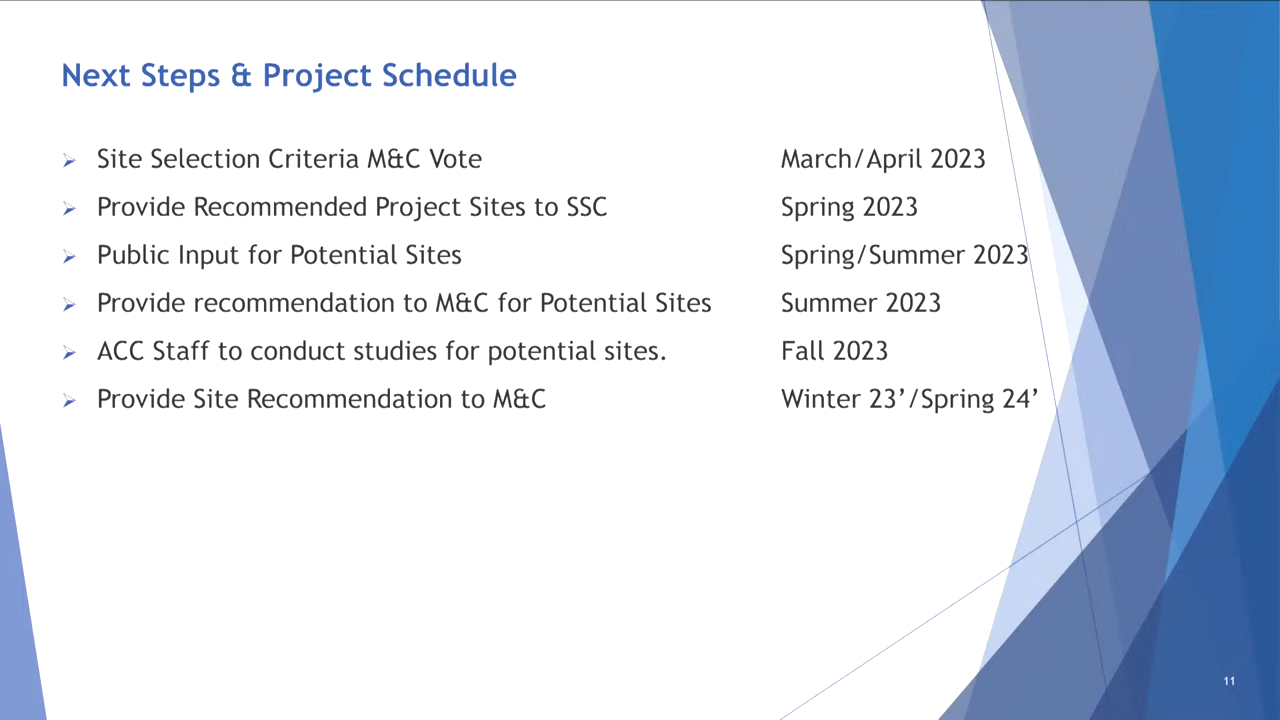 Next Steps & Project Schedule
Site Selection Criteria M&C Vote March/April 2023
Provide Recommended Project Sites to SSC Spring 2023
Public Input for Potential Sites Spring/Summer 2023
Provide recommendation to M&C for Potential Sites Summer 2023
ACC Staff to conduct studies for potential sites. Fall 2023
Provide Site Recommendation to M&C Winter 23’/Spring 24’
11